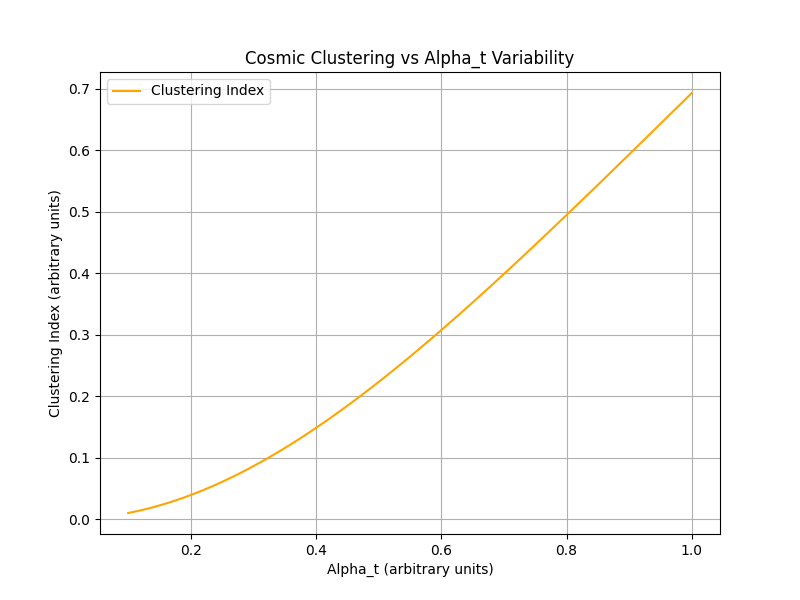 Cosmic Clustering vs Alpha_t Variability
Clustering Index
Clustering Index (arbitrary units)
0.7
0.6
0.5
0.4
0.3
0.2
0.1
0.0
0.2 0.4 0.6 0.8 1.0
Alpha_t (arbitrary units)